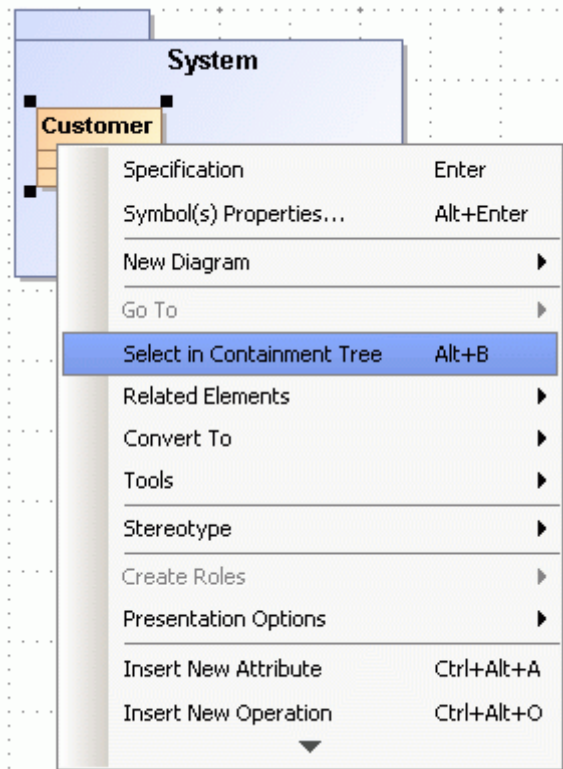 System
Customer
Specification Enter
Symbol(s) Properties... Alt+Enter
New Diagram
Go To
Select in Containment Tree Alt+B
Related Elements
Convert To
Tools
Stereotype
Create Roles
Presentation Options
Insert New Attribute Ctrl+Alt+A
Insert New Operation Ctrl+Alt+O